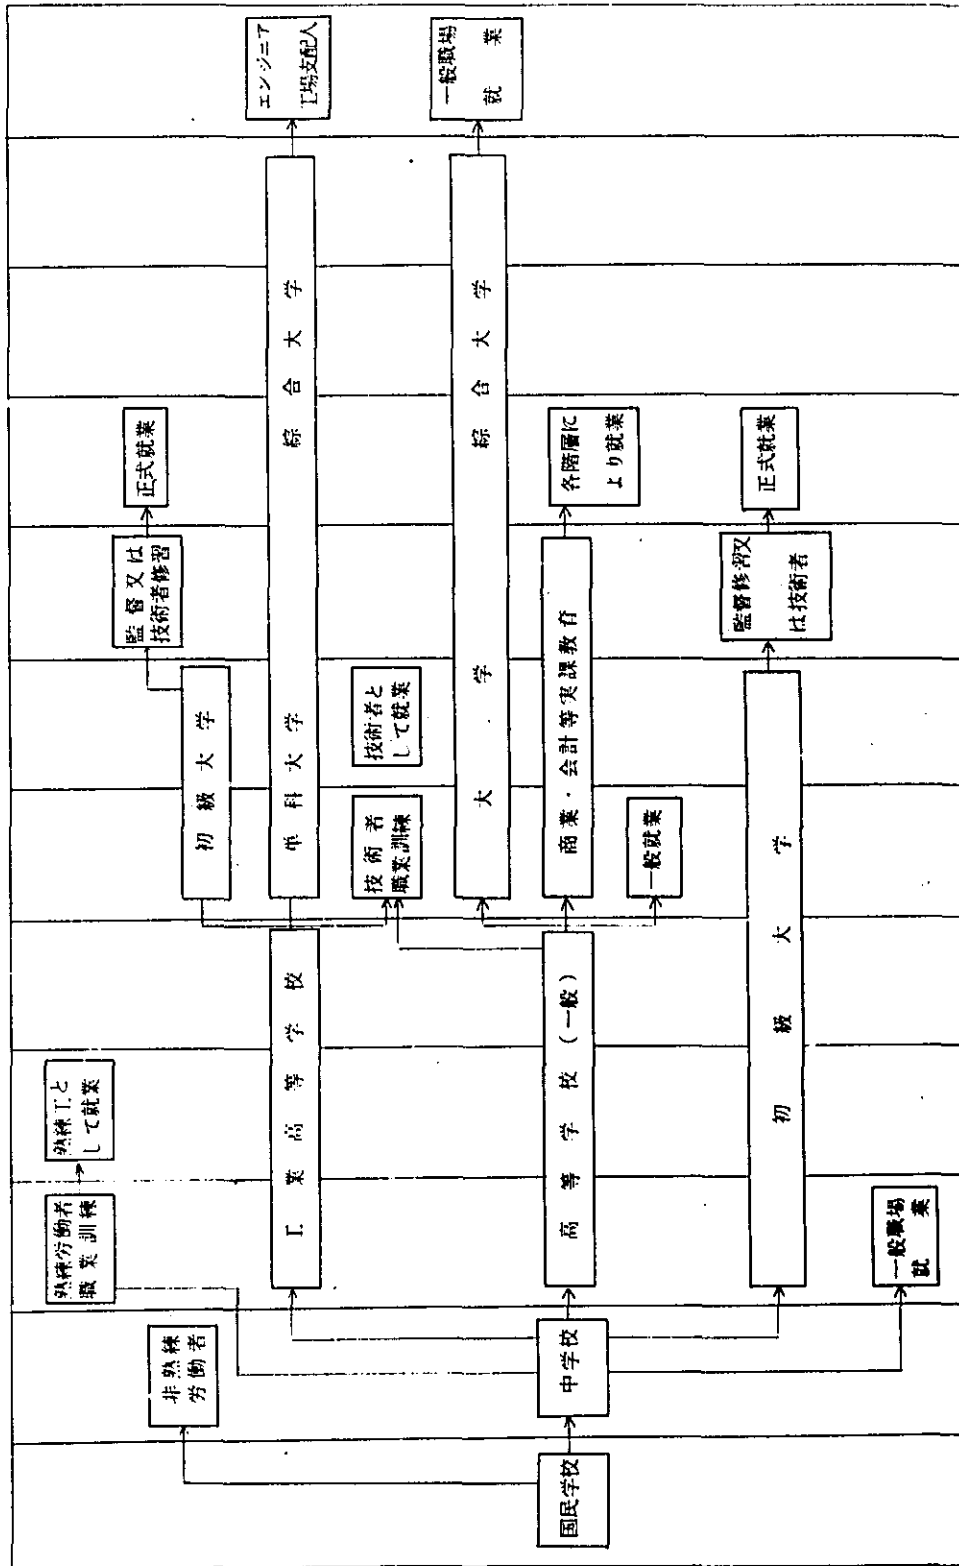 国民学校
非熟練
労働者
中学校
熟練労働者
職業訓練
熟練工と
して就業
工業高等学校
高等学校(一般)
初級大学
一般職場
就業
初級大学
単科大学
綜合大学
技術者
職業訓練
技術者と
して就業
大学
綜合大学
商業・会計等実課教育
一般就業
監督又は
技術者修習
正式就業
各階層に
より就業
監督修習又
は技術者
正式就業
エンジニア
工場支配人
一般職場
就業